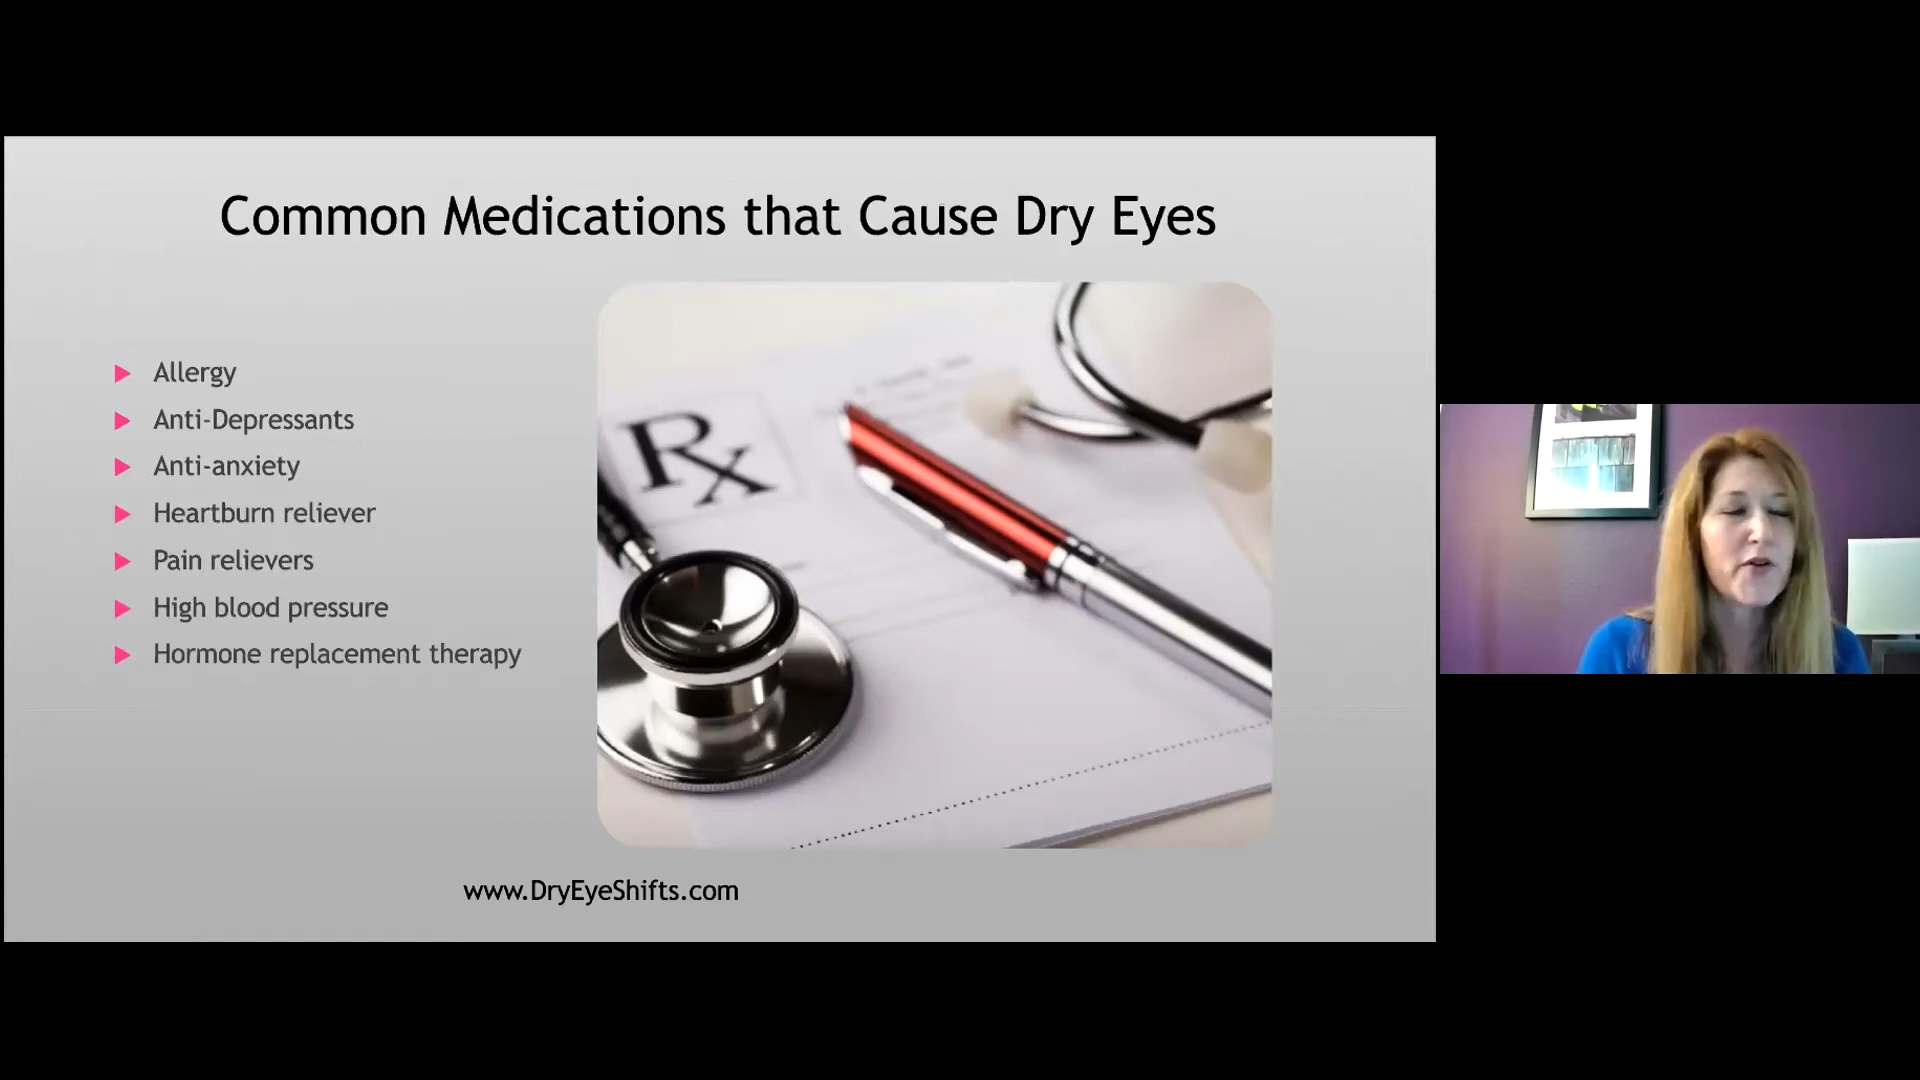 Common Medications that Cause Dry Eyes
Allergy
Anti-Depressants
Anti-anxiety
Heartburn reliever
Pain relievers
High blood pressure
Hormone replacement therapy
Rx
www.DryEyeShifts.com